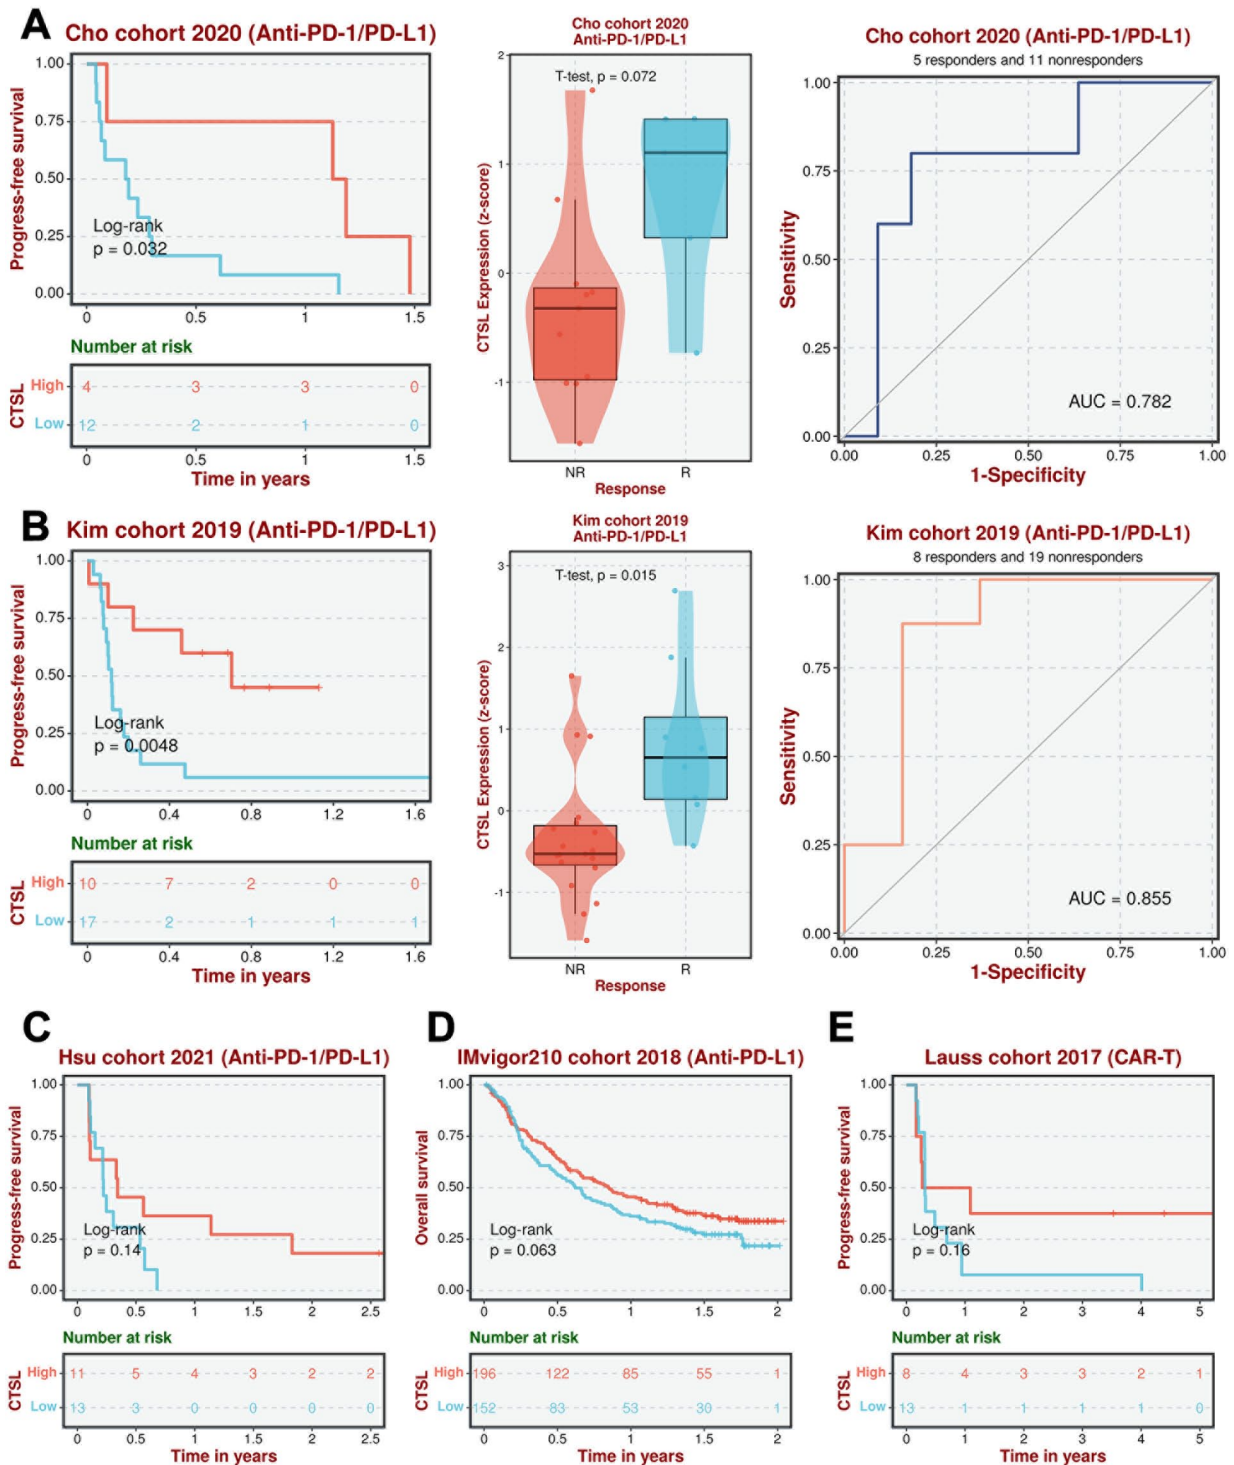 A
Cho cohort 2020 (Anti-PD-1/PD-L1)
Progress-free survival
1.00
0.75
0.50
0.25
0.00
Log-rank
p = 0.032
0 0.5 1 1.5
Number at risk
CTSL
High 4 3 3 0
Low 12 2 1 0
0 0.5 1 1.5
Time in years
Cho cohort 2020
Anti-PD-1/PD-L1
T-test, p = 0.072
CTSL Expression (z-score)
2
1
0
-1
NR R
Response
Cho cohort 2020 (Anti-PD-1/PD-L1)
5 responders and 11 nonresponders
Sensitivity
1.00
0.75
0.50
0.25
0.00
AUC = 0.782
0.00 0.25 0.50 0.75 1.00
1-Specificity
B
Kim cohort 2019 (Anti-PD-1/PD-L1)
Progress-free survival
1.00
0.75
0.50
0.25
0.00
Log-rank
p = 0.0048
0 0.4 0.8 1.2 1.6
Number at risk
CTSL
High 10 7 2 0 0
Low 17 2 1 1 1
0 0.4 0.8 1.2 1.6
Time in years
Kim cohort 2019
Anti-PD-1/PD-L1
T-test, p = 0.015
CTSL Expression (z-score)
3
2
1
0
-1
NR R
Response
Kim cohort 2019 (Anti-PD-1/PD-L1)
8 responders and 19 nonresponders
Sensitivity
1.00
0.75
0.50
0.25
0.00
AUC = 0.855
0.00 0.25 0.50 0.75 1.00
1-Specificity
C
Hsu cohort 2021 (Anti-PD-1/PD-L1)
Progress-free survival
1.00
0.75
0.50
0.25
0.00
Log-rank
p = 0.14
0 0.5 1 1.5 2 2.5
Number at risk
CTSL
High 11 5 4 3 2 2
Low 13 3 0 0 0 0
0 0.5 1 1.5 2 2.5
Time in years
D
IMvigor210 cohort 2018 (Anti-PD-L1)
Overall survival
1.00
0.75
0.50
0.25
0.00
Log-rank
p = 0.063
0 0.5 1 1.5 2
Number at risk
CTSL
High 196 122 85 55 1
Low 152 83 53 30 1
0 0.5 1 1.5 2
Time in years
E
Lauss cohort 2017 (CAR-T)
Progress-free survival
1.00
0.75
0.50
0.25
0.00
Log-rank
p = 0.16
0 1 2 3 4 5
Number at risk
CTSL
High 8 4 3 3 2 1
Low 13 1 1 1 1 0
0 1 2 3 4 5
Time in years